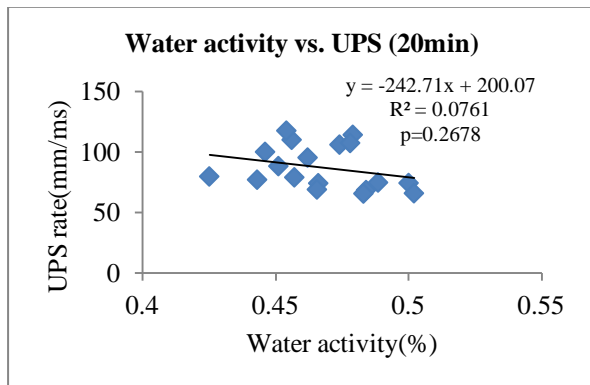 Water activity vs. UPS (20min)
y = -242.71x + 200.07
R² = 0.0761
p=0.2678
UPS rate(mm/ms)
150
100
50
0
0.4 0.45 0.5 0.55
Water activity(%)